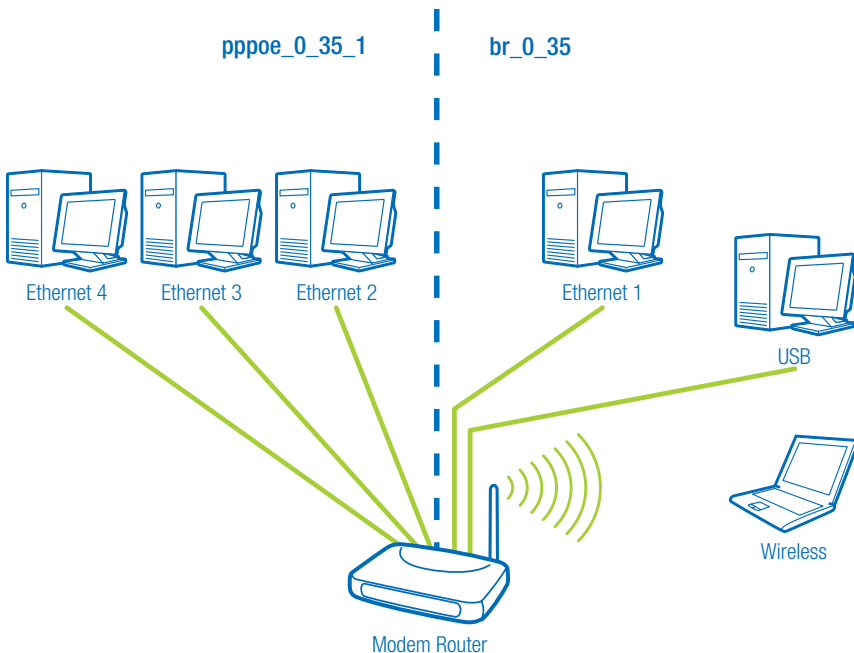 pppoe_0_35_1
br_0_35
Ethernet 4
Ethernet 3
Ethernet 2
Ethernet 1
USB
Wireless
Modem Router